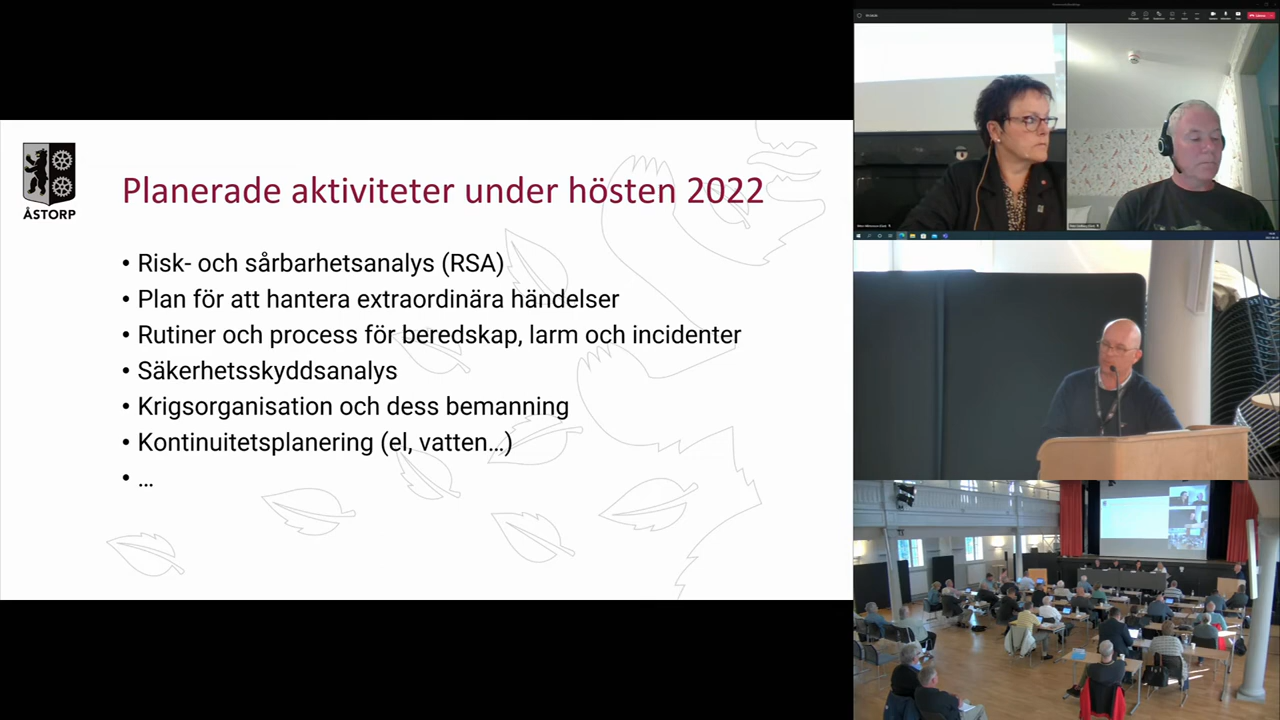 ÅSTORP
Planerade aktiviteter under hösten 2022
• Risk- och sårbarhetsanalys (RSA)
• Plan för att hantera extraordinära händelser
• Rutiner och process för beredskap, larm och incidenter
• Säkerhetsskyddsanalys
• Krigsorganisation och dess bemanning
• Kontinuitetsplanering (el, vatten…)
• …